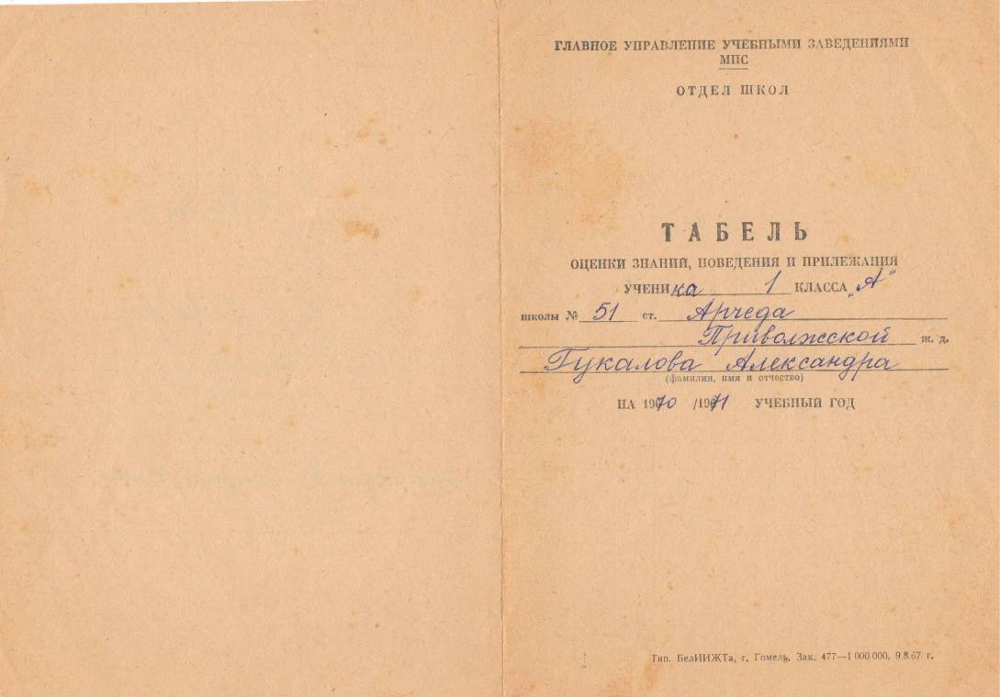 ГЛАВНОЕ УПРАВЛЕНИЕ УЧЕБНЫМИ ЗАВЕДЕНИЯМИ
МПС
ОТДЕЛ ШКОЛ
ТАБЕЛЬ
ОЦЕНКИ ЗНАНИЙ, ПОВЕДЕНИЯ И ПРИЛЕЖАНИЯ
УЧЕНИка 1 КЛАССА „А"
ШКОЛЫ № 51 ст. Арчеда
Приволжской ж. д.
Гукалова Александра
(фамилия, имя и отчество)
НА 1970 /1971 УЧЕБНЫЙ ГОД
Тип. БелИИЖТа, г. Гомель, Зак. 477—1 000 000, 9.8.67 г.